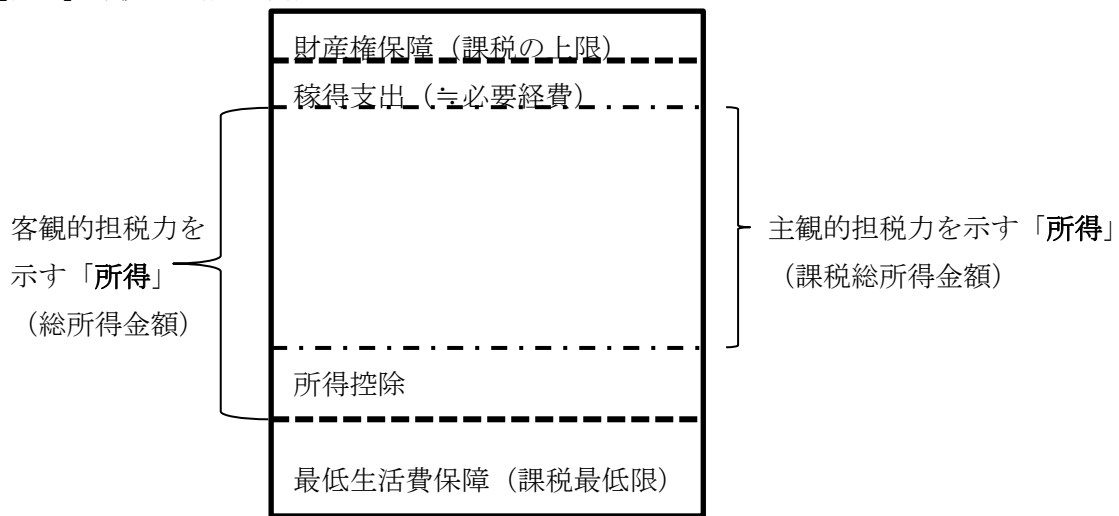 財産権保障（課税の上限）
稼得支出（≒必要経費）
客観的担税力を
示す「所得」
（総所得金額）
主観的担税力を示す「所得」
（課税総所得金額）
所得控除
最低生活費保障（課税最低限）